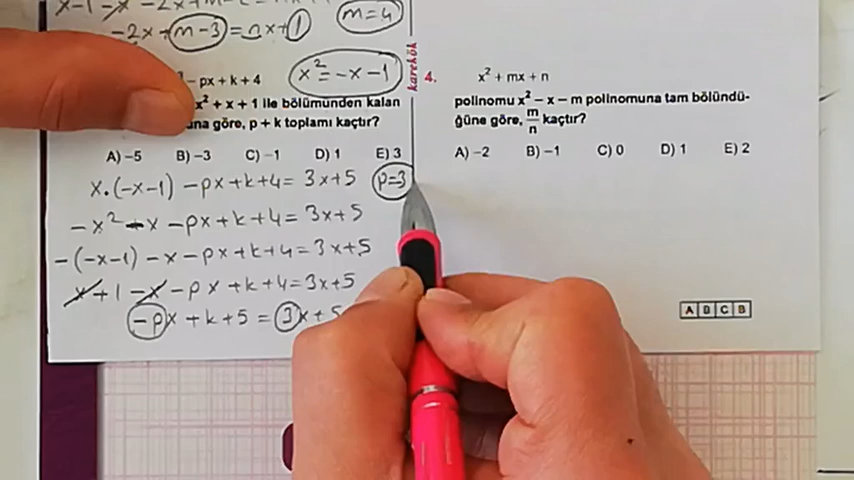 -2x + m-3 = nx + 1
m=4
- px + k + 4
x² = -x-1
x² + x + 1 ile bölümünden kalan
una göre, p + k toplamı kaçtır?
A) -5 B) -3 C) -1 D) 1 E) 3
x.(-x-1) - px + k + 4 = 3x + 5
p=3
-x² - x - px + k + 4 = 3x + 5
-(-x-1) - x - px + k + 4 = 3x + 5
x + 1 - x - px + k + 4 = 3x + 5
-px + k + 5 = 3x + 5
karekök
4. x² + mx + n
polinomu x² - x - m polinomuna tam bölündü-
ğüne göre, m/n kaçtır?
A) -2 B) -1 C) 0 D) 1 E) 2
A B C B